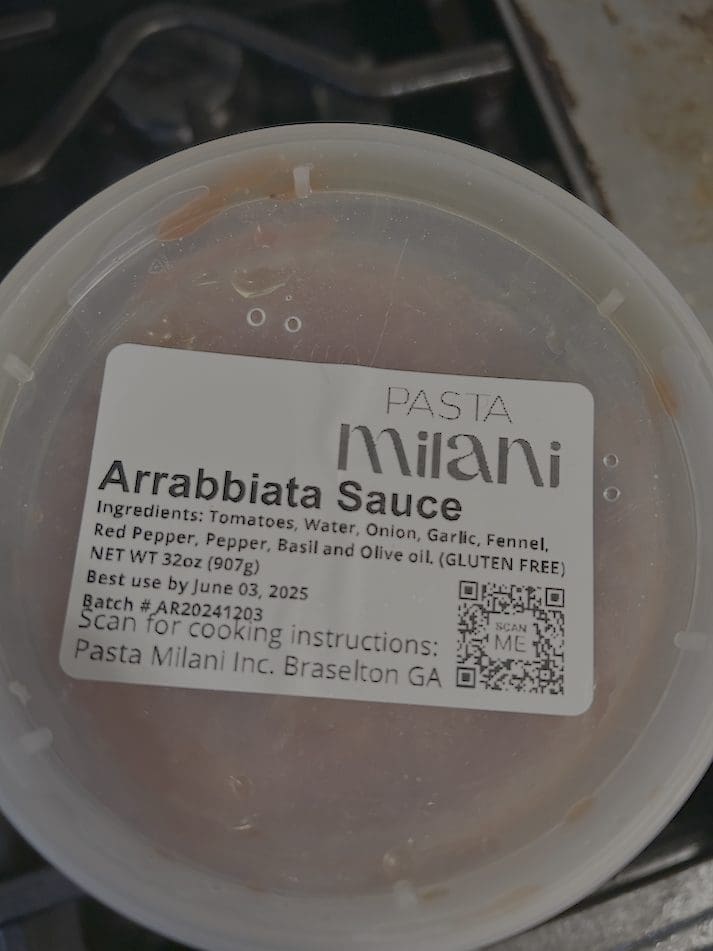 PASTA
milani
Arrabbiata Sauce
Ingredients: Tomatoes, Water, Onion, Garlic, Fennel,
Red Pepper, Pepper, Basil and Olive oil. (GLUTEN FREE)
NET WT 32oz (907g)
Best use by June 03, 2025
Batch # AR20241203
Scan for cooking instructions:
Pasta Milani Inc. Braselton GA
SCAN
ME